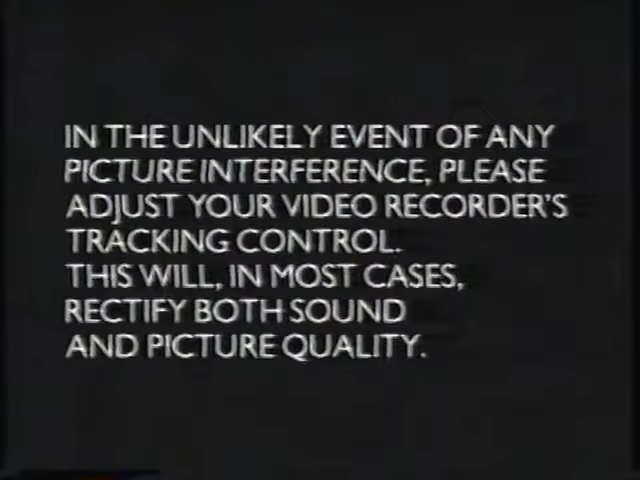 IN THE UNLIKELY EVENT OF ANY
PICTURE INTERFERENCE, PLEASE
ADJUST YOUR VIDEO RECORDER'S
TRACKING CONTROL.
THIS WILL, IN MOST CASES,
RECTIFY BOTH SOUND
AND PICTURE QUALITY.